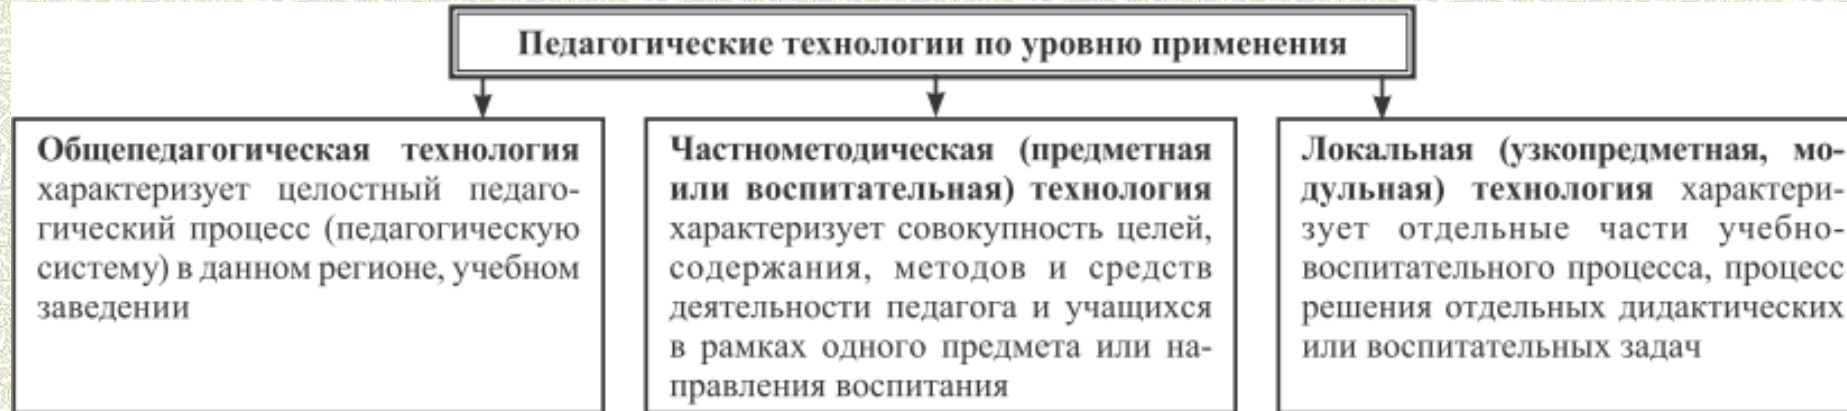 Педагогические технологии по уровню применения
Общепедагогическая технология
характеризует целостный педаго-
гический процесс (педагогическую
систему) в данном регионе, учебном
заведении
Частнометодическая (предметная
или воспитательная) технология
характеризует совокупность целей,
содержания, методов и средств
деятельности педагога и учащихся
в рамках одного предмета или на-
правления воспитания
Локальная (узкопредметная, мо-
дульная) технология характери-
зует отдельные части учебно-
воспитательного процесса, процесс
решения отдельных дидактических
или воспитательных задач